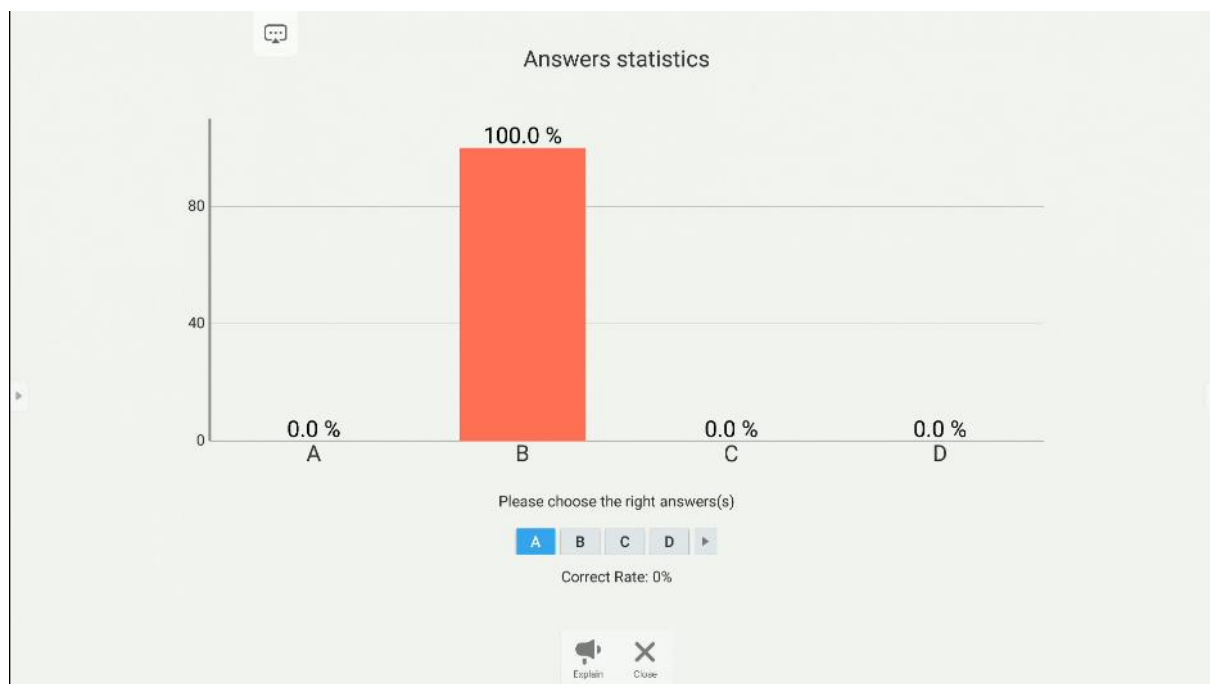 Answers statistics
100.0 %
80
40
0
0.0 %
0.0 %
0.0 %
A
B
C
D
Please choose the right answers(s)
A B C D
Correct Rate: 0%
Explain
Close